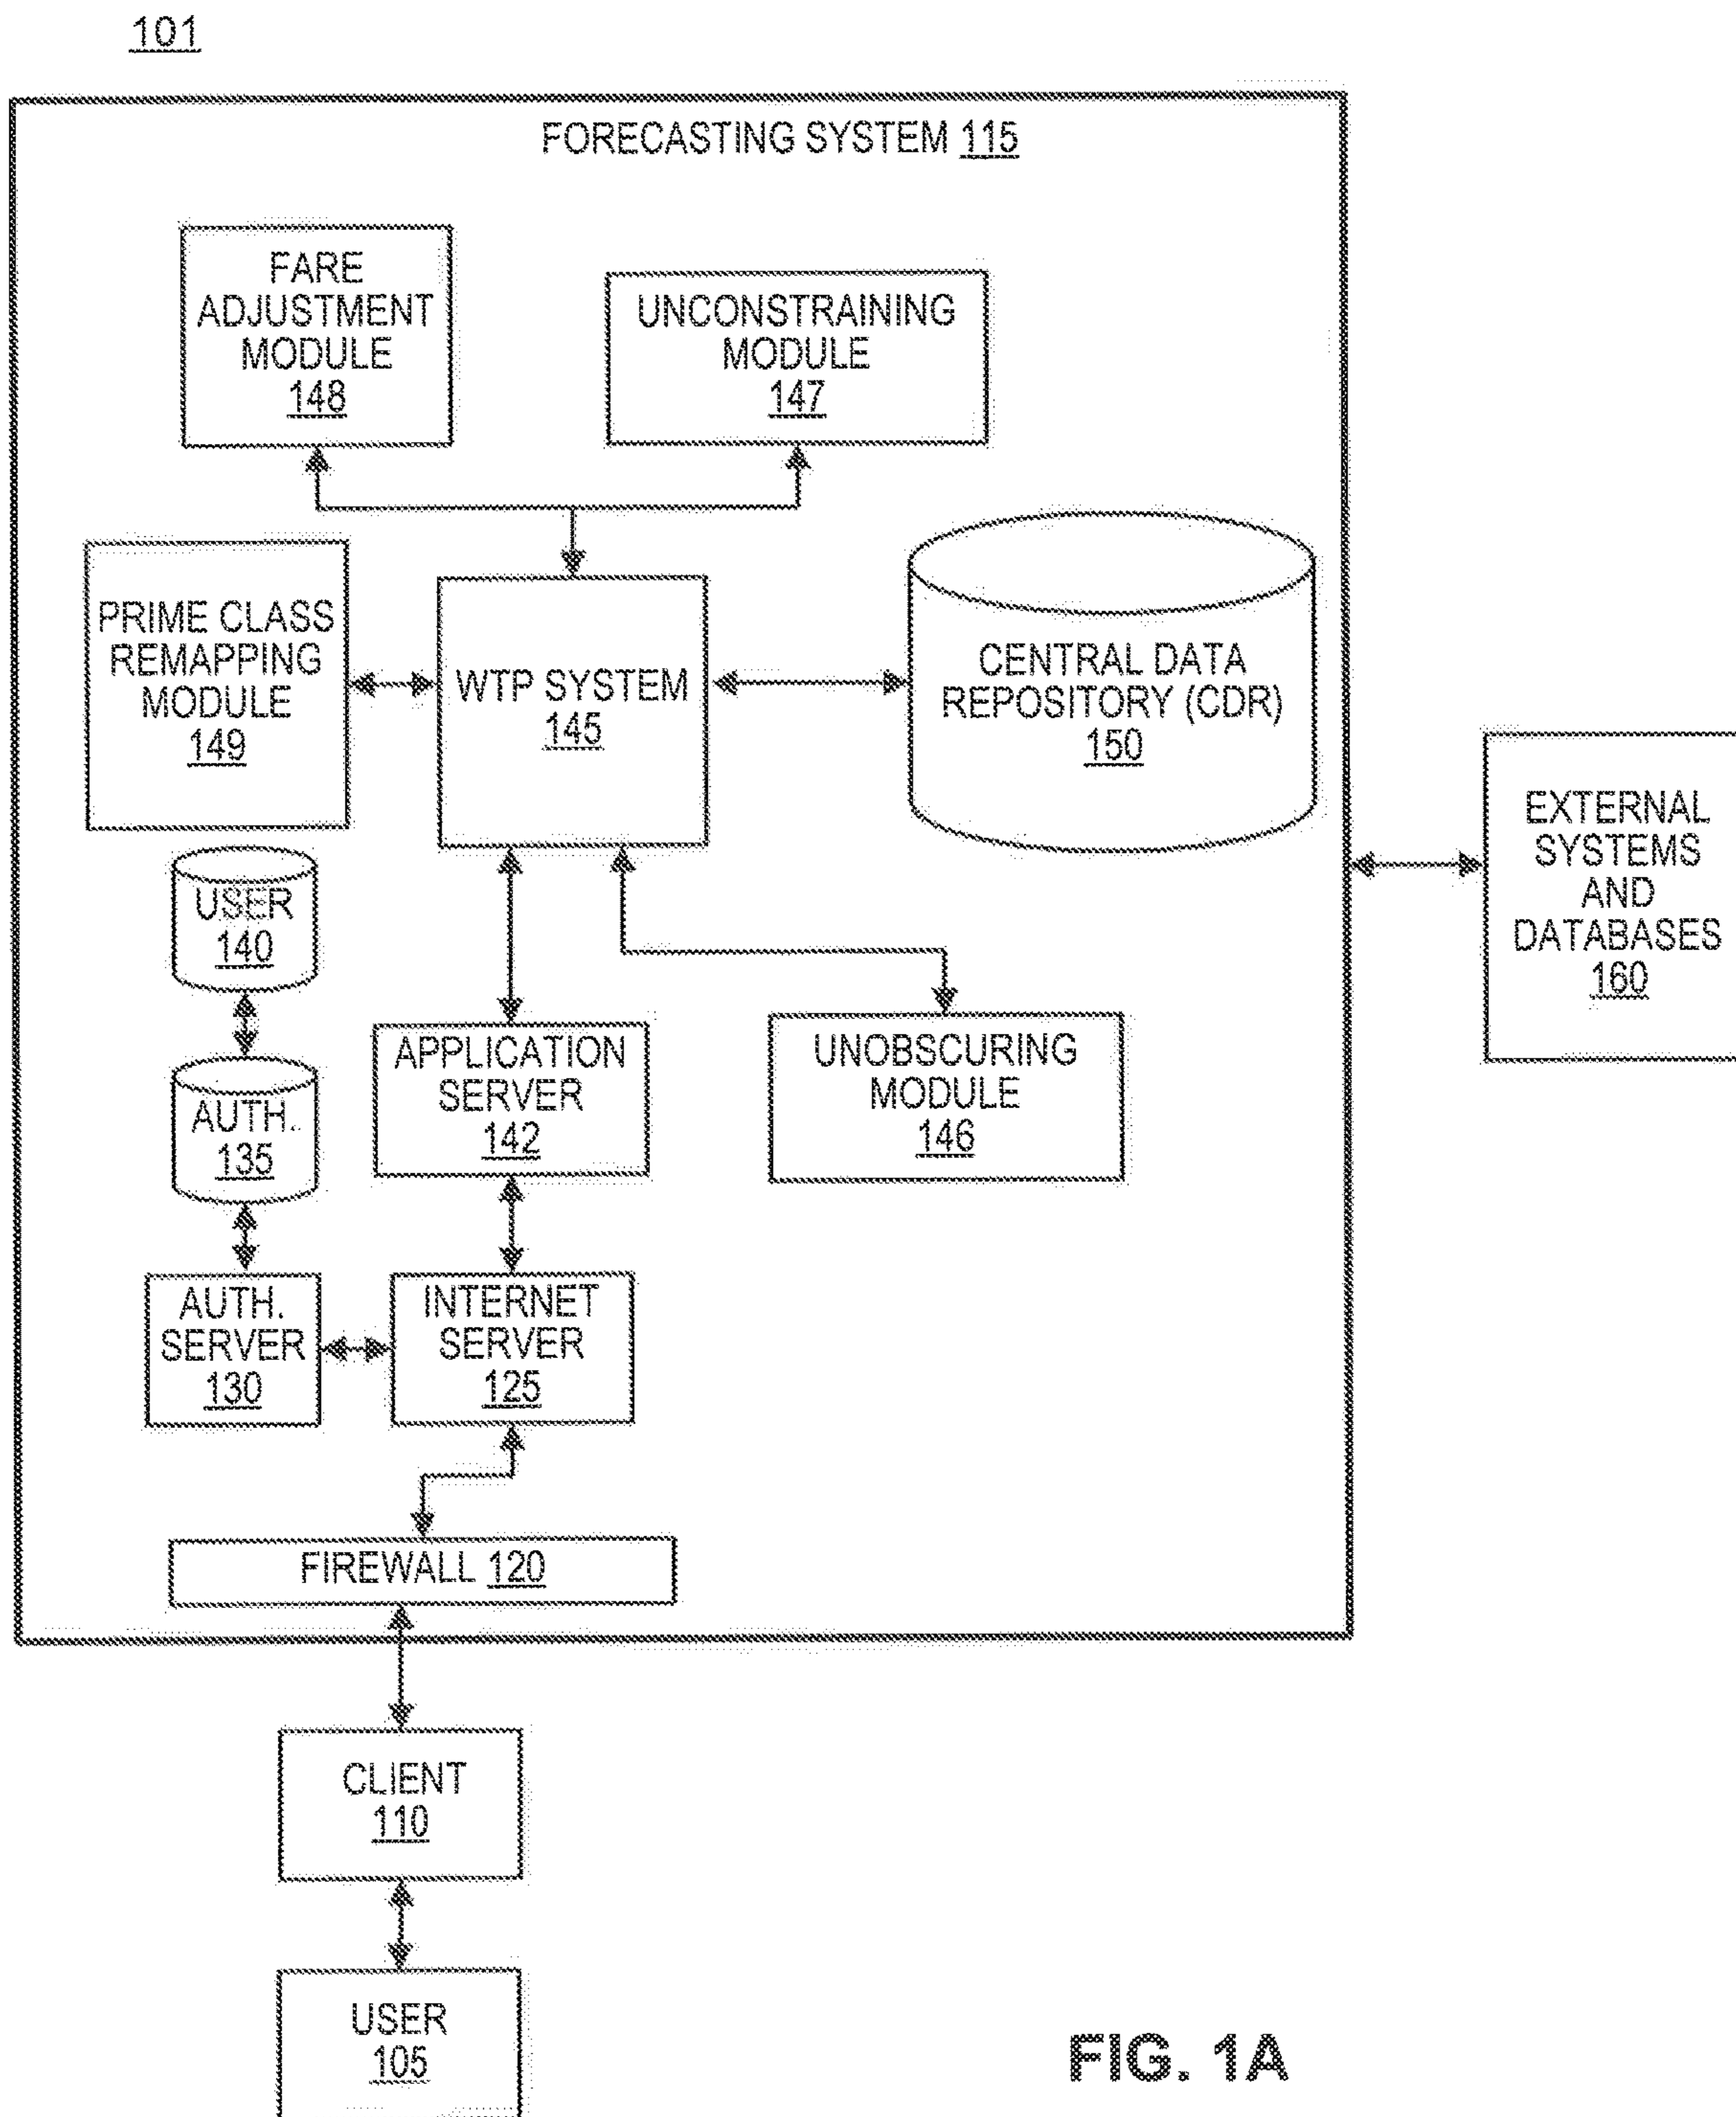 101
FORECASTING SYSTEM 115
FARE
ADJUSTMENT
MODULE
148
UNCONSTRAINING
MODULE
147
PRIME CLASS
REMAPPING
MODULE
149
WTP SYSTEM
145
CENTRAL DATA
REPOSITORY (CDR)
150
EXTERNAL
SYSTEMS
AND
DATABASES
160
USER
140
AUTH.
135
APPLICATION
SERVER
142
UNOBSCURING
MODULE
146
AUTH.
SERVER
130
INTERNET
SERVER
125
FIREWALL 120
CLIENT
110
USER
105
FIG. 1A